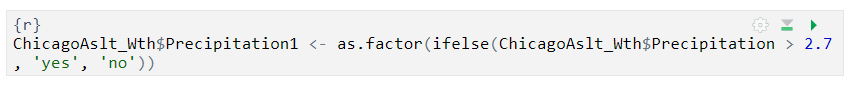 {r}
ChicagoAslt_Wth$Precipitation1 <- as.factor(ifelse(ChicagoAslt_Wth$Precipitation > 2.7
, 'yes', 'no'))